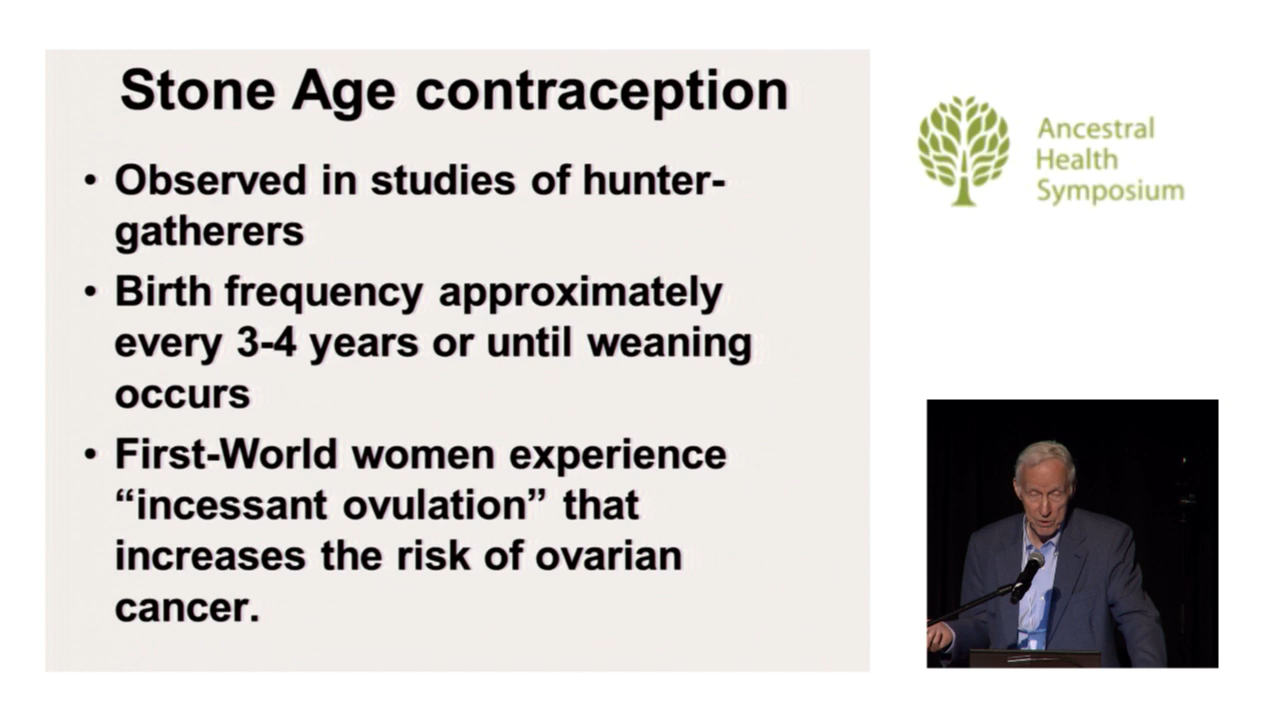 Stone Age contraception
• Observed in studies of hunter-
gatherers
• Birth frequency approximately
every 3-4 years or until weaning
occurs
• First-World women experience
“incessant ovulation” that
increases the risk of ovarian
cancer.
Ancestral
Health
Symposium